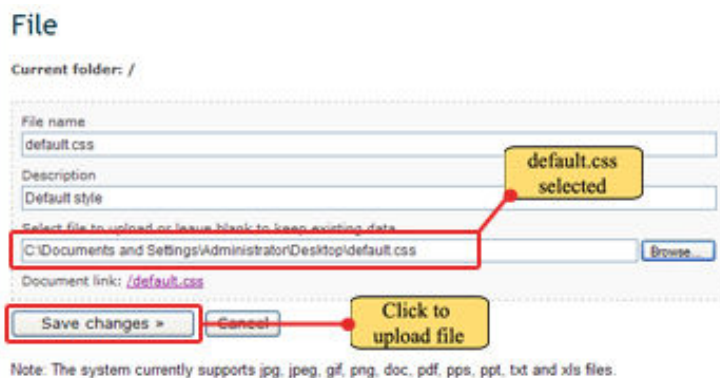 File
Current folder: /
File name
default.css
Description
Default style
default.css
selected
Select file to upload or leave blank to keep existing data
C:\Documents and Settings\Administrator\Desktop\default.css
Browse...
Document link: /default.css
Save changes »
Cancel
Click to
upload file
Note: The system currently supports jpg, jpeg, gif, png, doc, pdf, pps, ppt, txt and xls files.